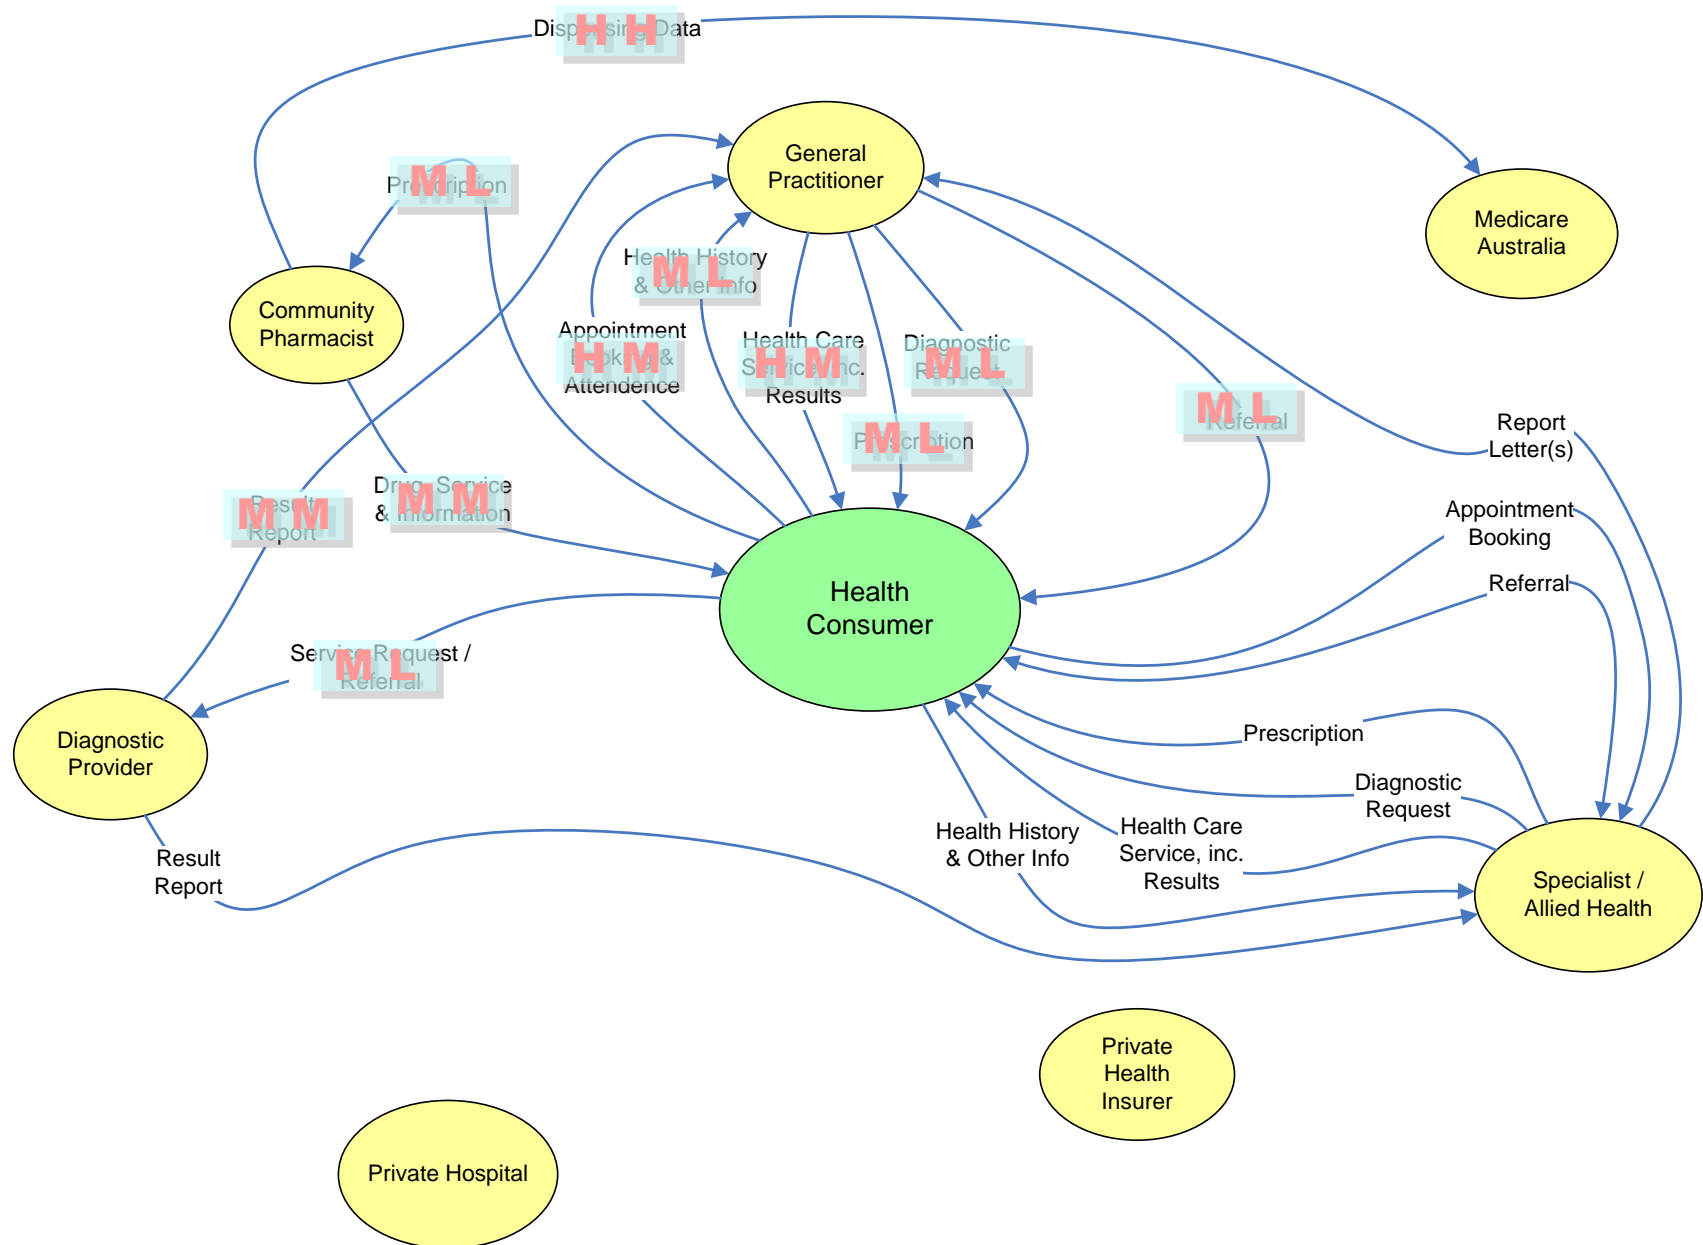 Dispensing Data
H H
General
Practitioner
Prescription
M L
Medicare
Australia
Health History
& Other Info
M L
Community
Pharmacist
Appointment
Booking &
Attendence
H M
Health Care
Service, inc.
Results
H M
Diagnostic
Request
M L
Prescription
M L
Referral
M L
Report
Letter(s)
Result
Report
M M
Drug, Service
& Information
M M
Appointment
Booking
Health
Consumer
Referral
Service Request /
Referral
M L
Diagnostic
Provider
Prescription
Diagnostic
Request
Health History
& Other Info
Health Care
Service, inc.
Results
Result
Report
Specialist /
Allied Health
Private
Health
Insurer
Private Hospital